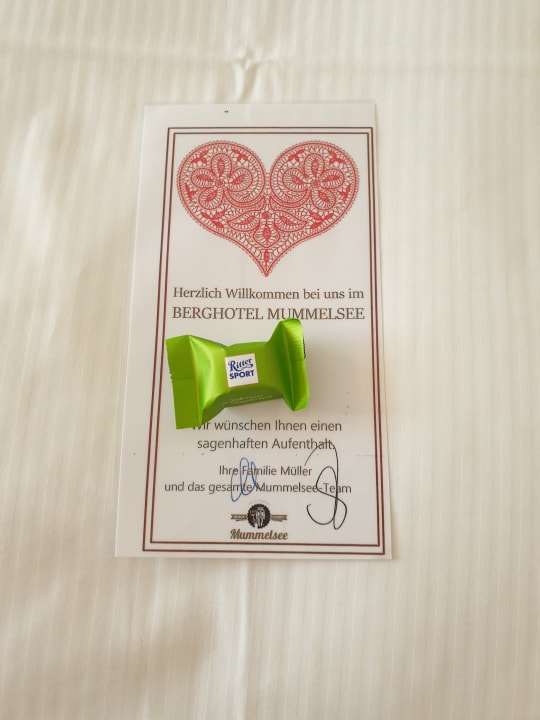 Herzlich Willkommen bei uns im
BERGHOTEL MUMMELSEE
Ritter
SPORT
Wir wünschen Ihnen einen
sagenhaften Aufenthalt.
Ihre Familie Müller
und das gesamte Mummelsee-Team
Mummelsee